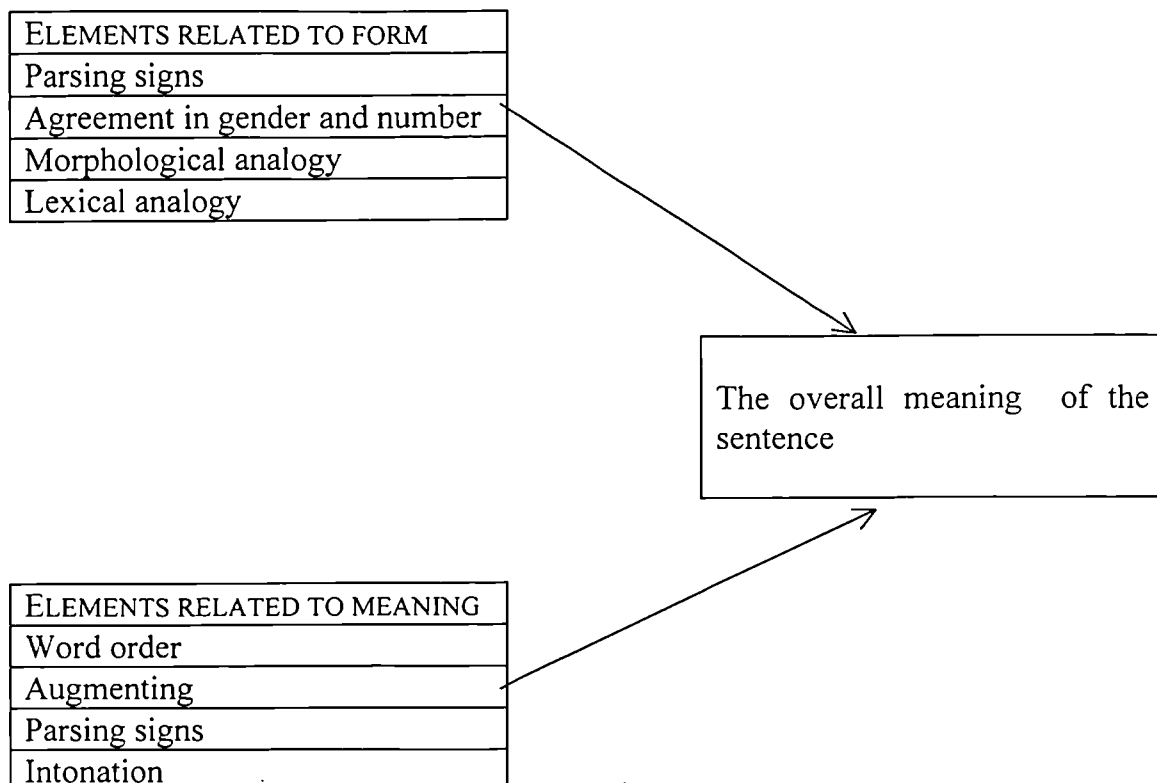 ELEMENTS RELATED TO FORM
Parsing signs
Agreement in gender and number
Morphological analogy
Lexical analogy
The overall meaning of the
sentence
ELEMENTS RELATED TO MEANING
Word order
Augmenting
Parsing signs
Intonation